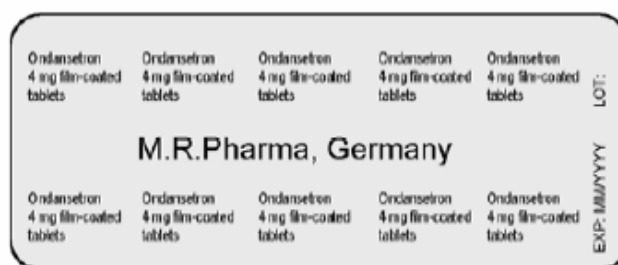 Ondansetron
4 mg film-coated
tablets
Ondansetron
4 mg film-coated
tablets
Ondansetron
4 mg film-coated
tablets
Ondansetron
4 mg film-coated
tablets
Ondansetron
4 mg film-coated
tablets
M.R.Pharma, Germany
Ondansetron
4 mg film-coated
tablets
Ondansetron
4 mg film-coated
tablets
Ondansetron
4 mg film-coated
tablets
Ondansetron
4 mg film-coated
tablets
Ondansetron
4 mg film-coated
tablets
EXP: MM/YYYY LOT: